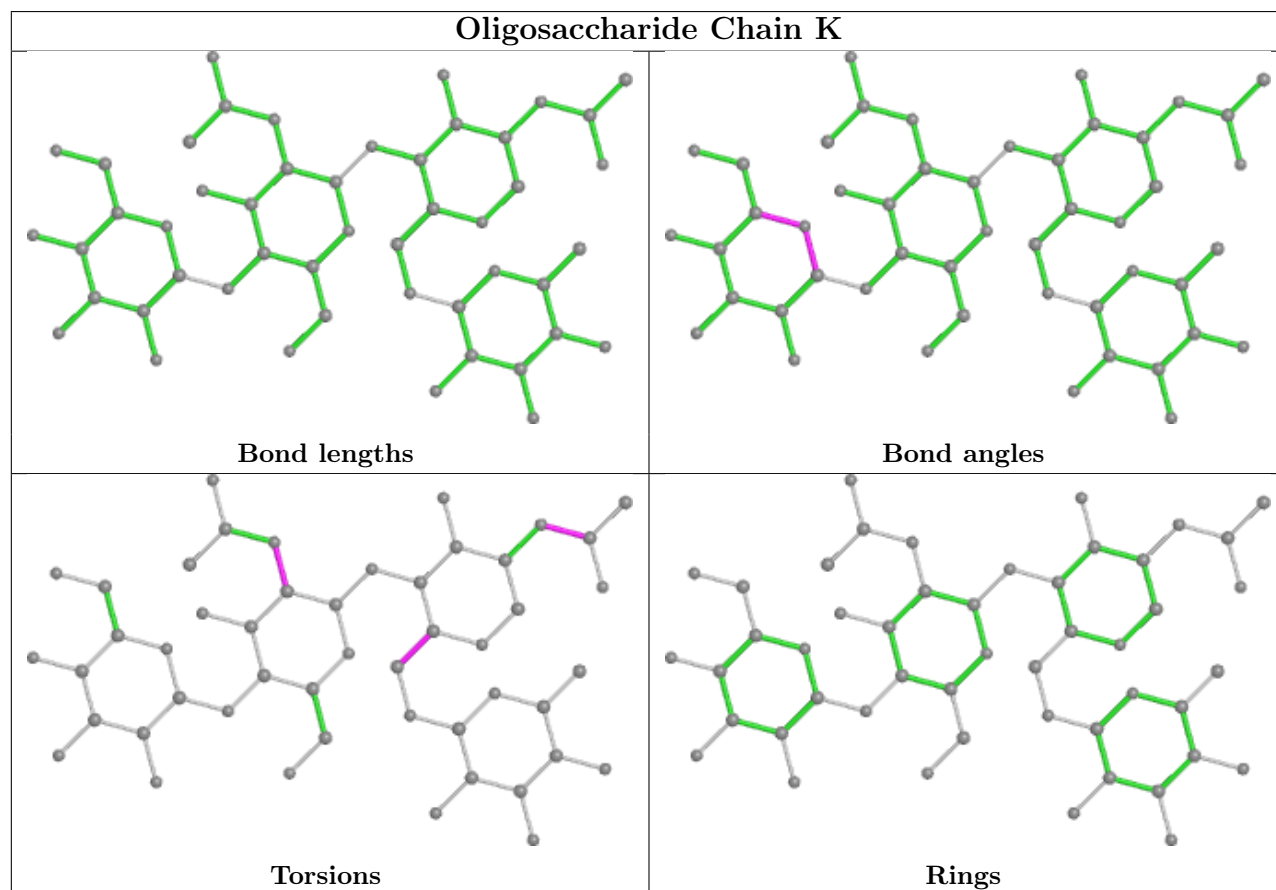 Oligosaccharide Chain K
Bond lengths
Bond angles
Torsions
Rings